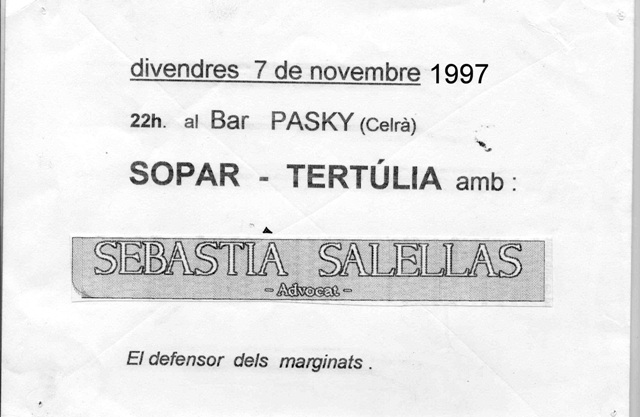 divendres 7 de novembre 1997
22h. al Bar PASKY (Celrà)
SOPAR - TERTÚLIA amb :
SEBASTIÀ SALELLAS
- Advocat -
El defensor dels marginats .